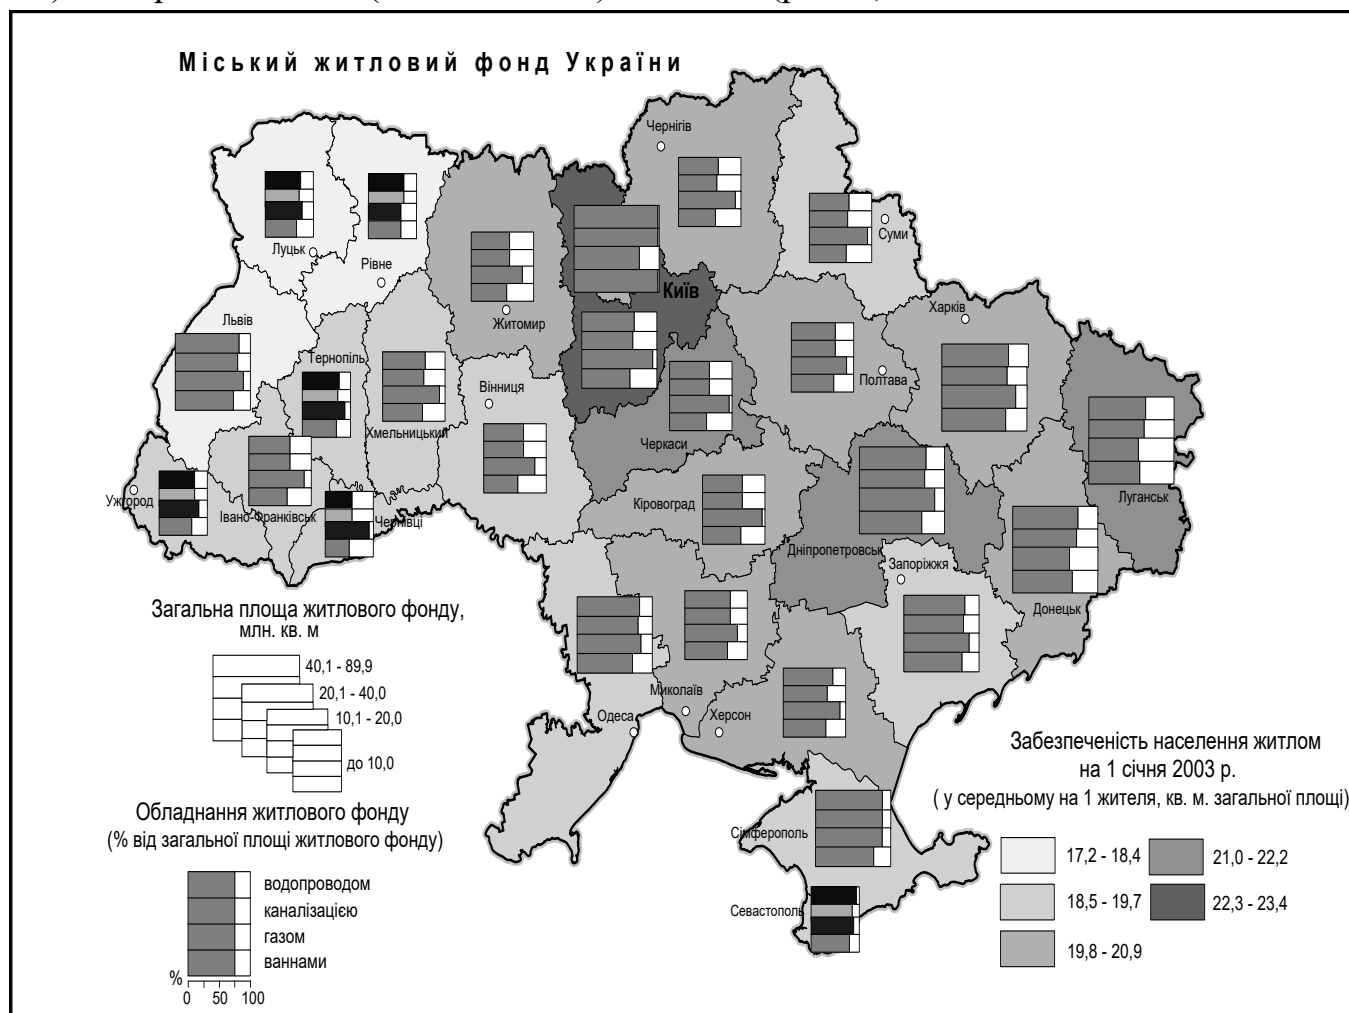 Міський житловий фонд України
Чернігів
Суми
Луцьк
Рівне
Київ
Житомир
Харків
Львів
Тернопіль
Вінниця
Полтава
Хмельницький
Черкаси
Ужгород
Івано-Франківськ
Чернівці
Кіровоград
Луганськ
Дніпропетровськ
Запоріжжя
Донецьк
Миколаїв
Одеса
Херсон
Сімферополь
Севастополь
Загальна площа житлового фонду,
млн. кв. м
40,1 - 89,9
20,1 - 40,0
10,1 - 20,0
до 10,0
Обладнання житлового фонду
(% від загальної площі житлового фонду)
водопроводом
каналізацією
газом
ваннами
%
0 50 100
Забезпеченість населення житлом
на 1 січня 2003 р.
( у середньому на 1 жителя, кв. м. загальної площі)
17,2 - 18,4
21,0 - 22,2
18,5 - 19,7
22,3 - 23,4
19,8 - 20,9